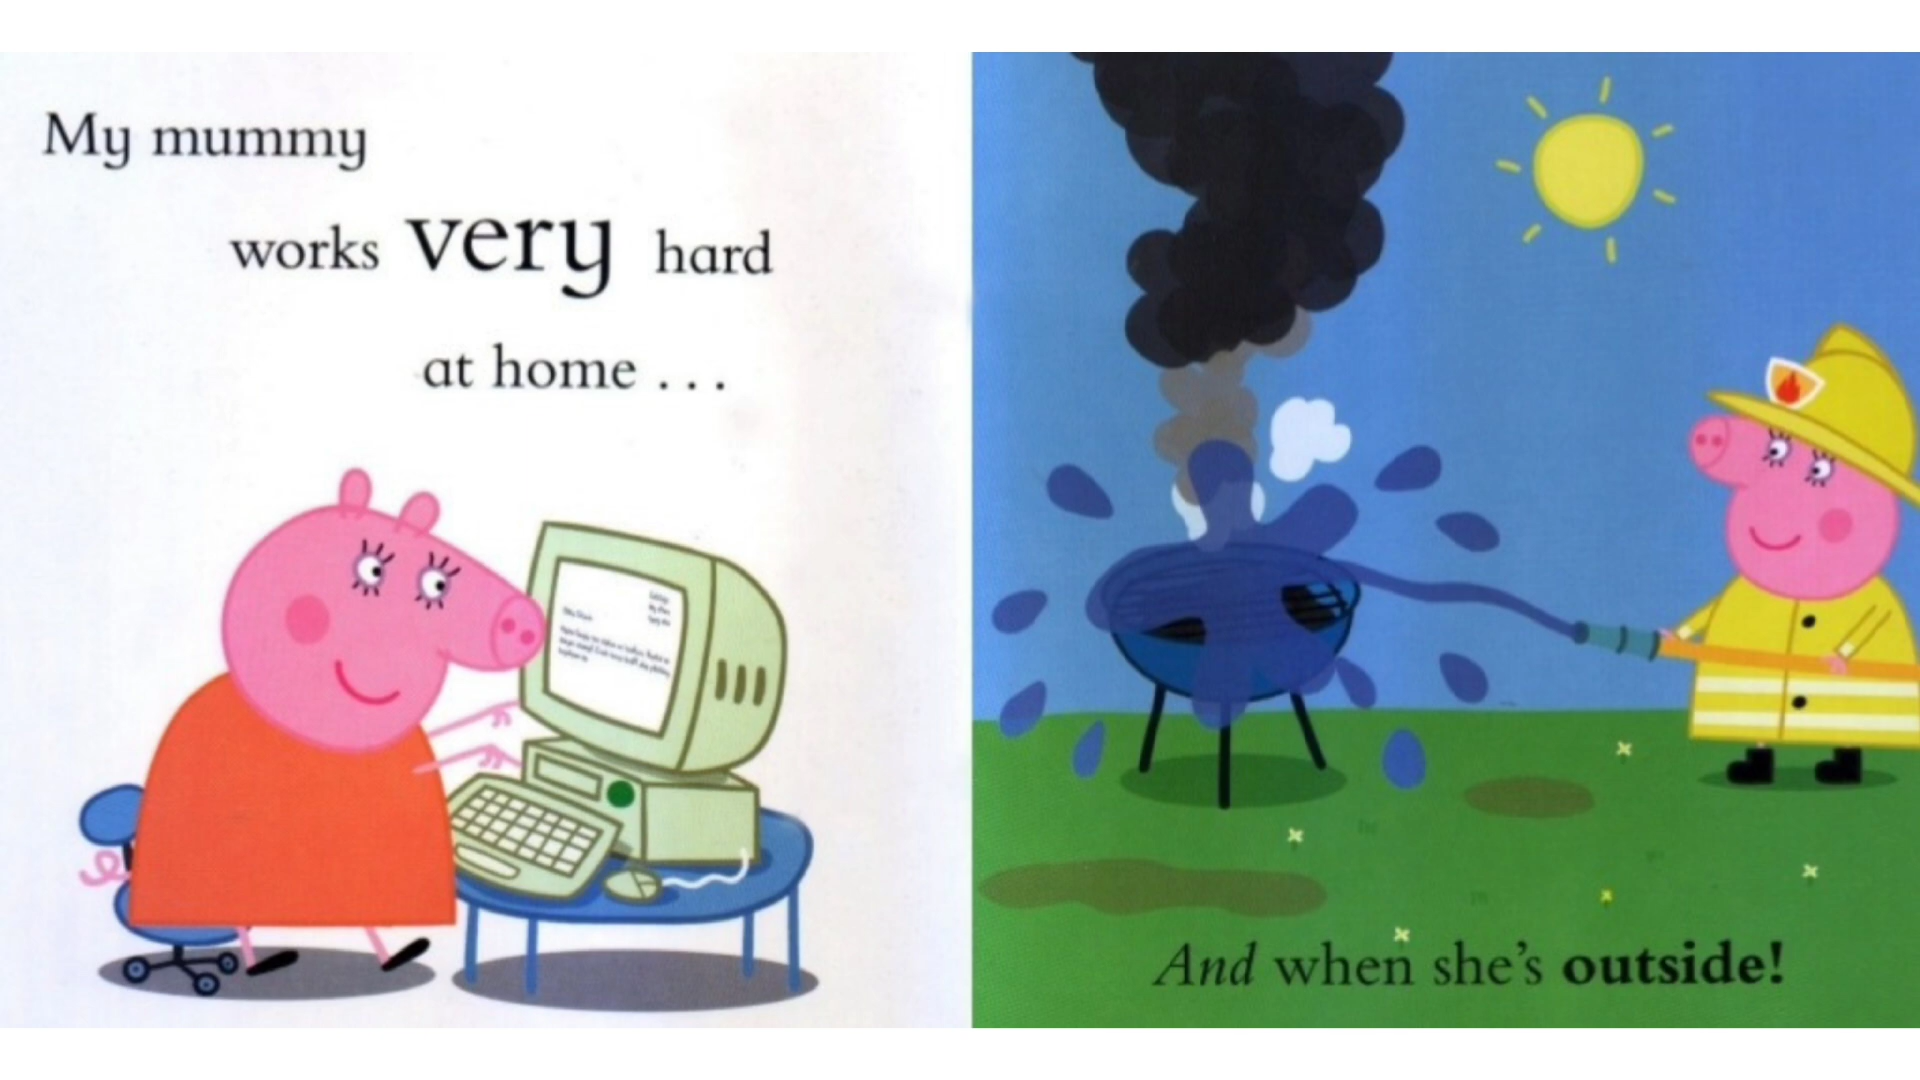 My mummy
works very hard
at home . . .
And when she's outside!